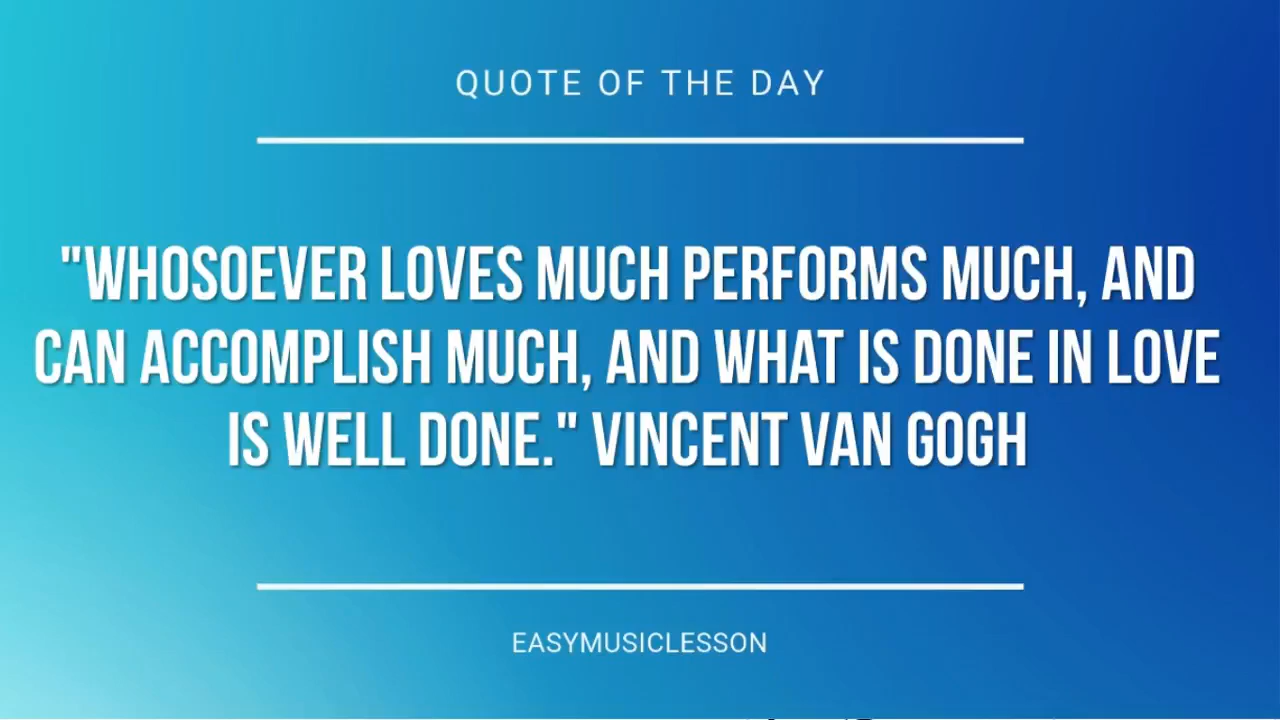 QUOTE OF THE DAY
"WHOSOEVER LOVES MUCH PERFORMS MUCH, AND
CAN ACCOMPLISH MUCH, AND WHAT IS DONE IN LOVE
IS WELL DONE." VINCENT VAN GOGH
EASYMUSICLESSON